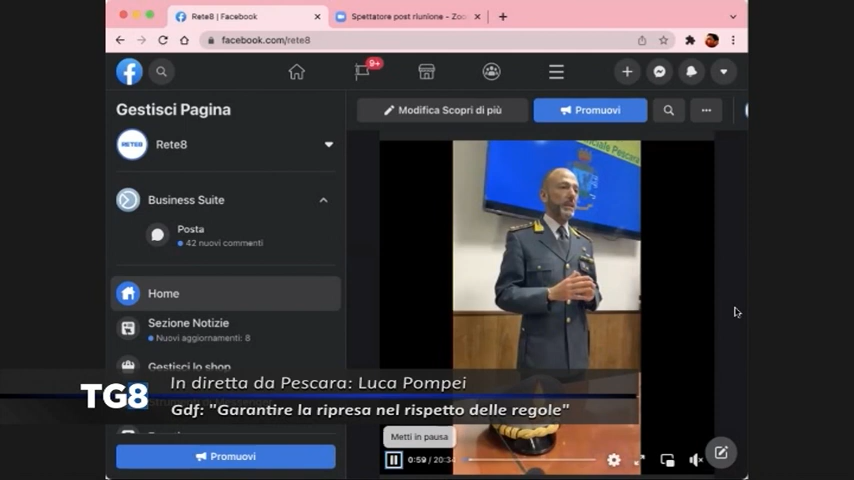 Rete8 | Facebook
Spettatore post riunione - Zoo
facebook.com/rete8
9+
Gestisci Pagina
Modifica Scopri di più
Promuovi
RETE8
Rete8
Business Suite
Posta
42 nuovi commenti
Home
Sezione Notizie
Nuovi aggiornamenti: 8
Gestisci lo shop
TG8
In diretta da Pescara: Luca Pompei
Gdf: "Garantire la ripresa nel rispetto delle regole"
Metti in pausa
0:59 / 20:34
Promuovi